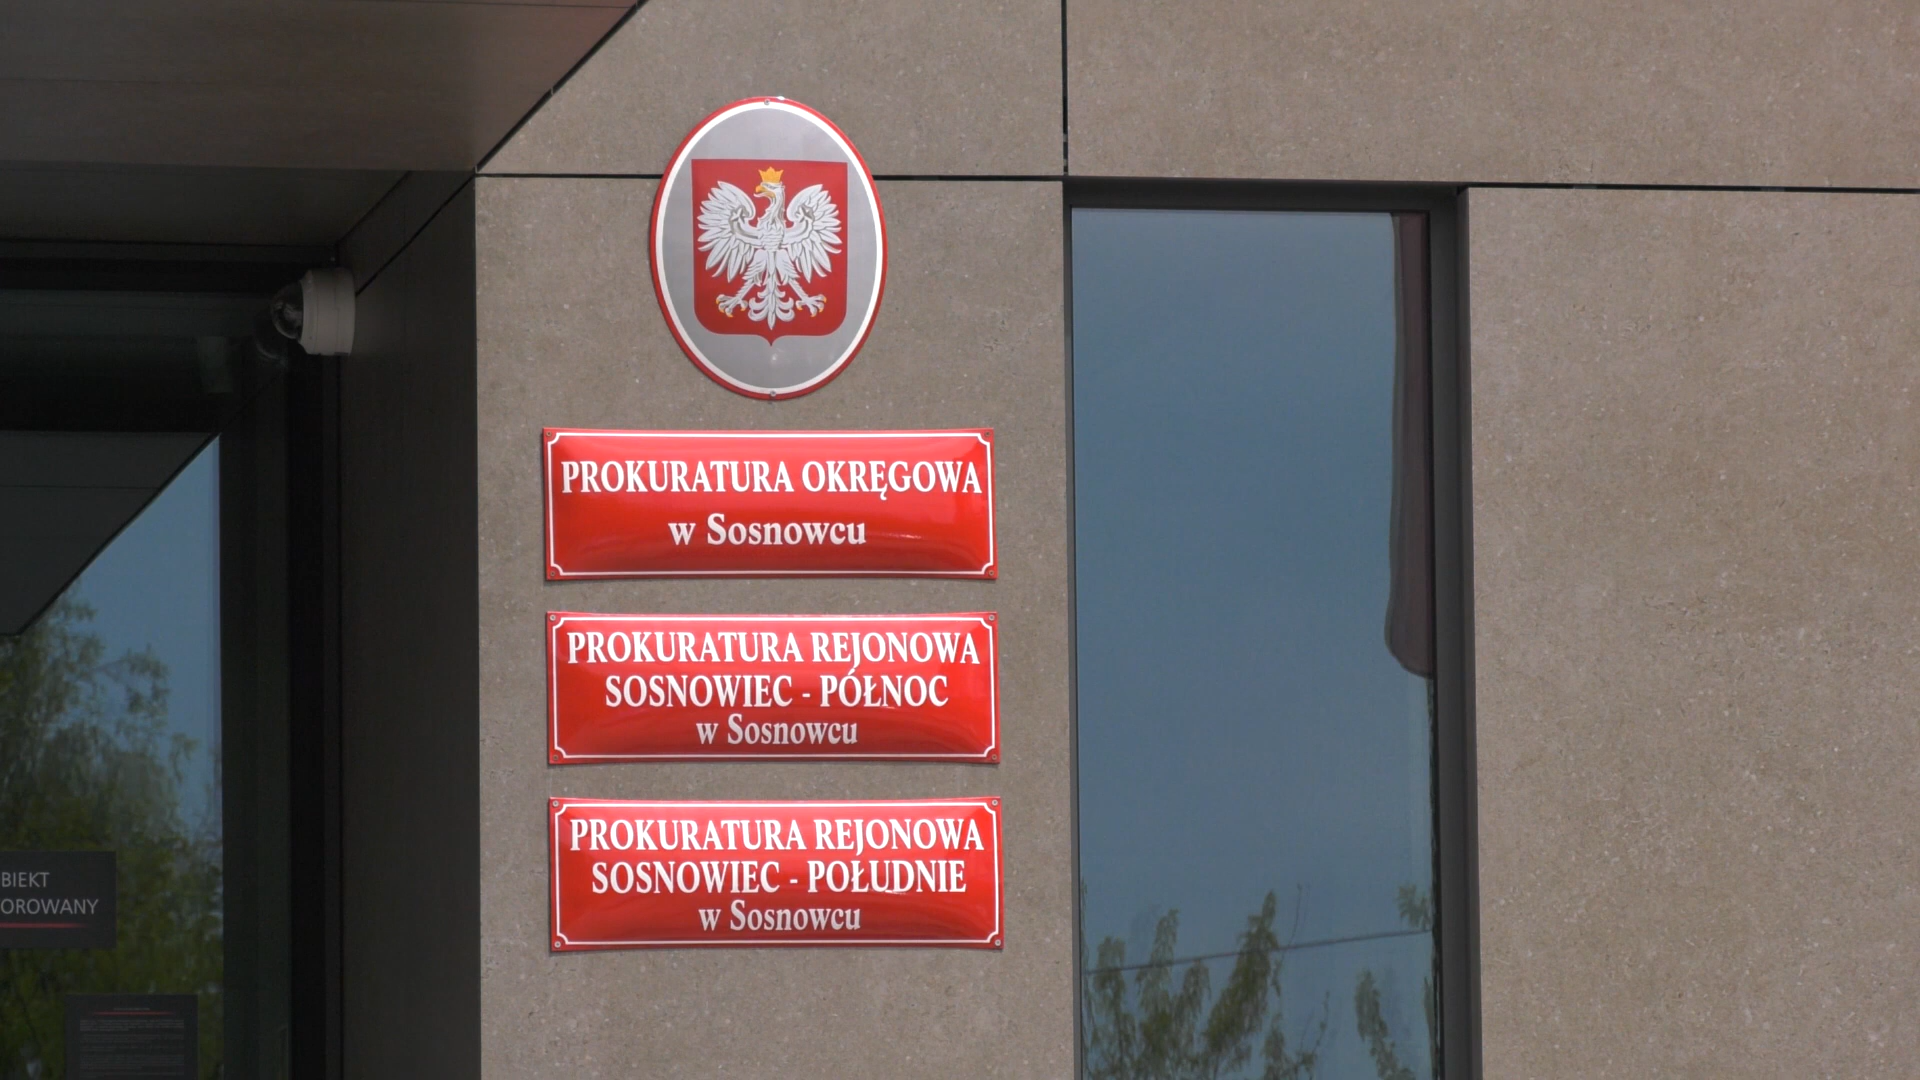 PROKURATURA OKRĘGOWA
w Sosnowcu
PROKURATURA REJONOWA
SOSNOWIEC - PÓŁNOC
w Sosnowcu
PROKURATURA REJONOWA
SOSNOWIEC - POŁUDNIE
w Sosnowcu
BIEKT
OROWANY